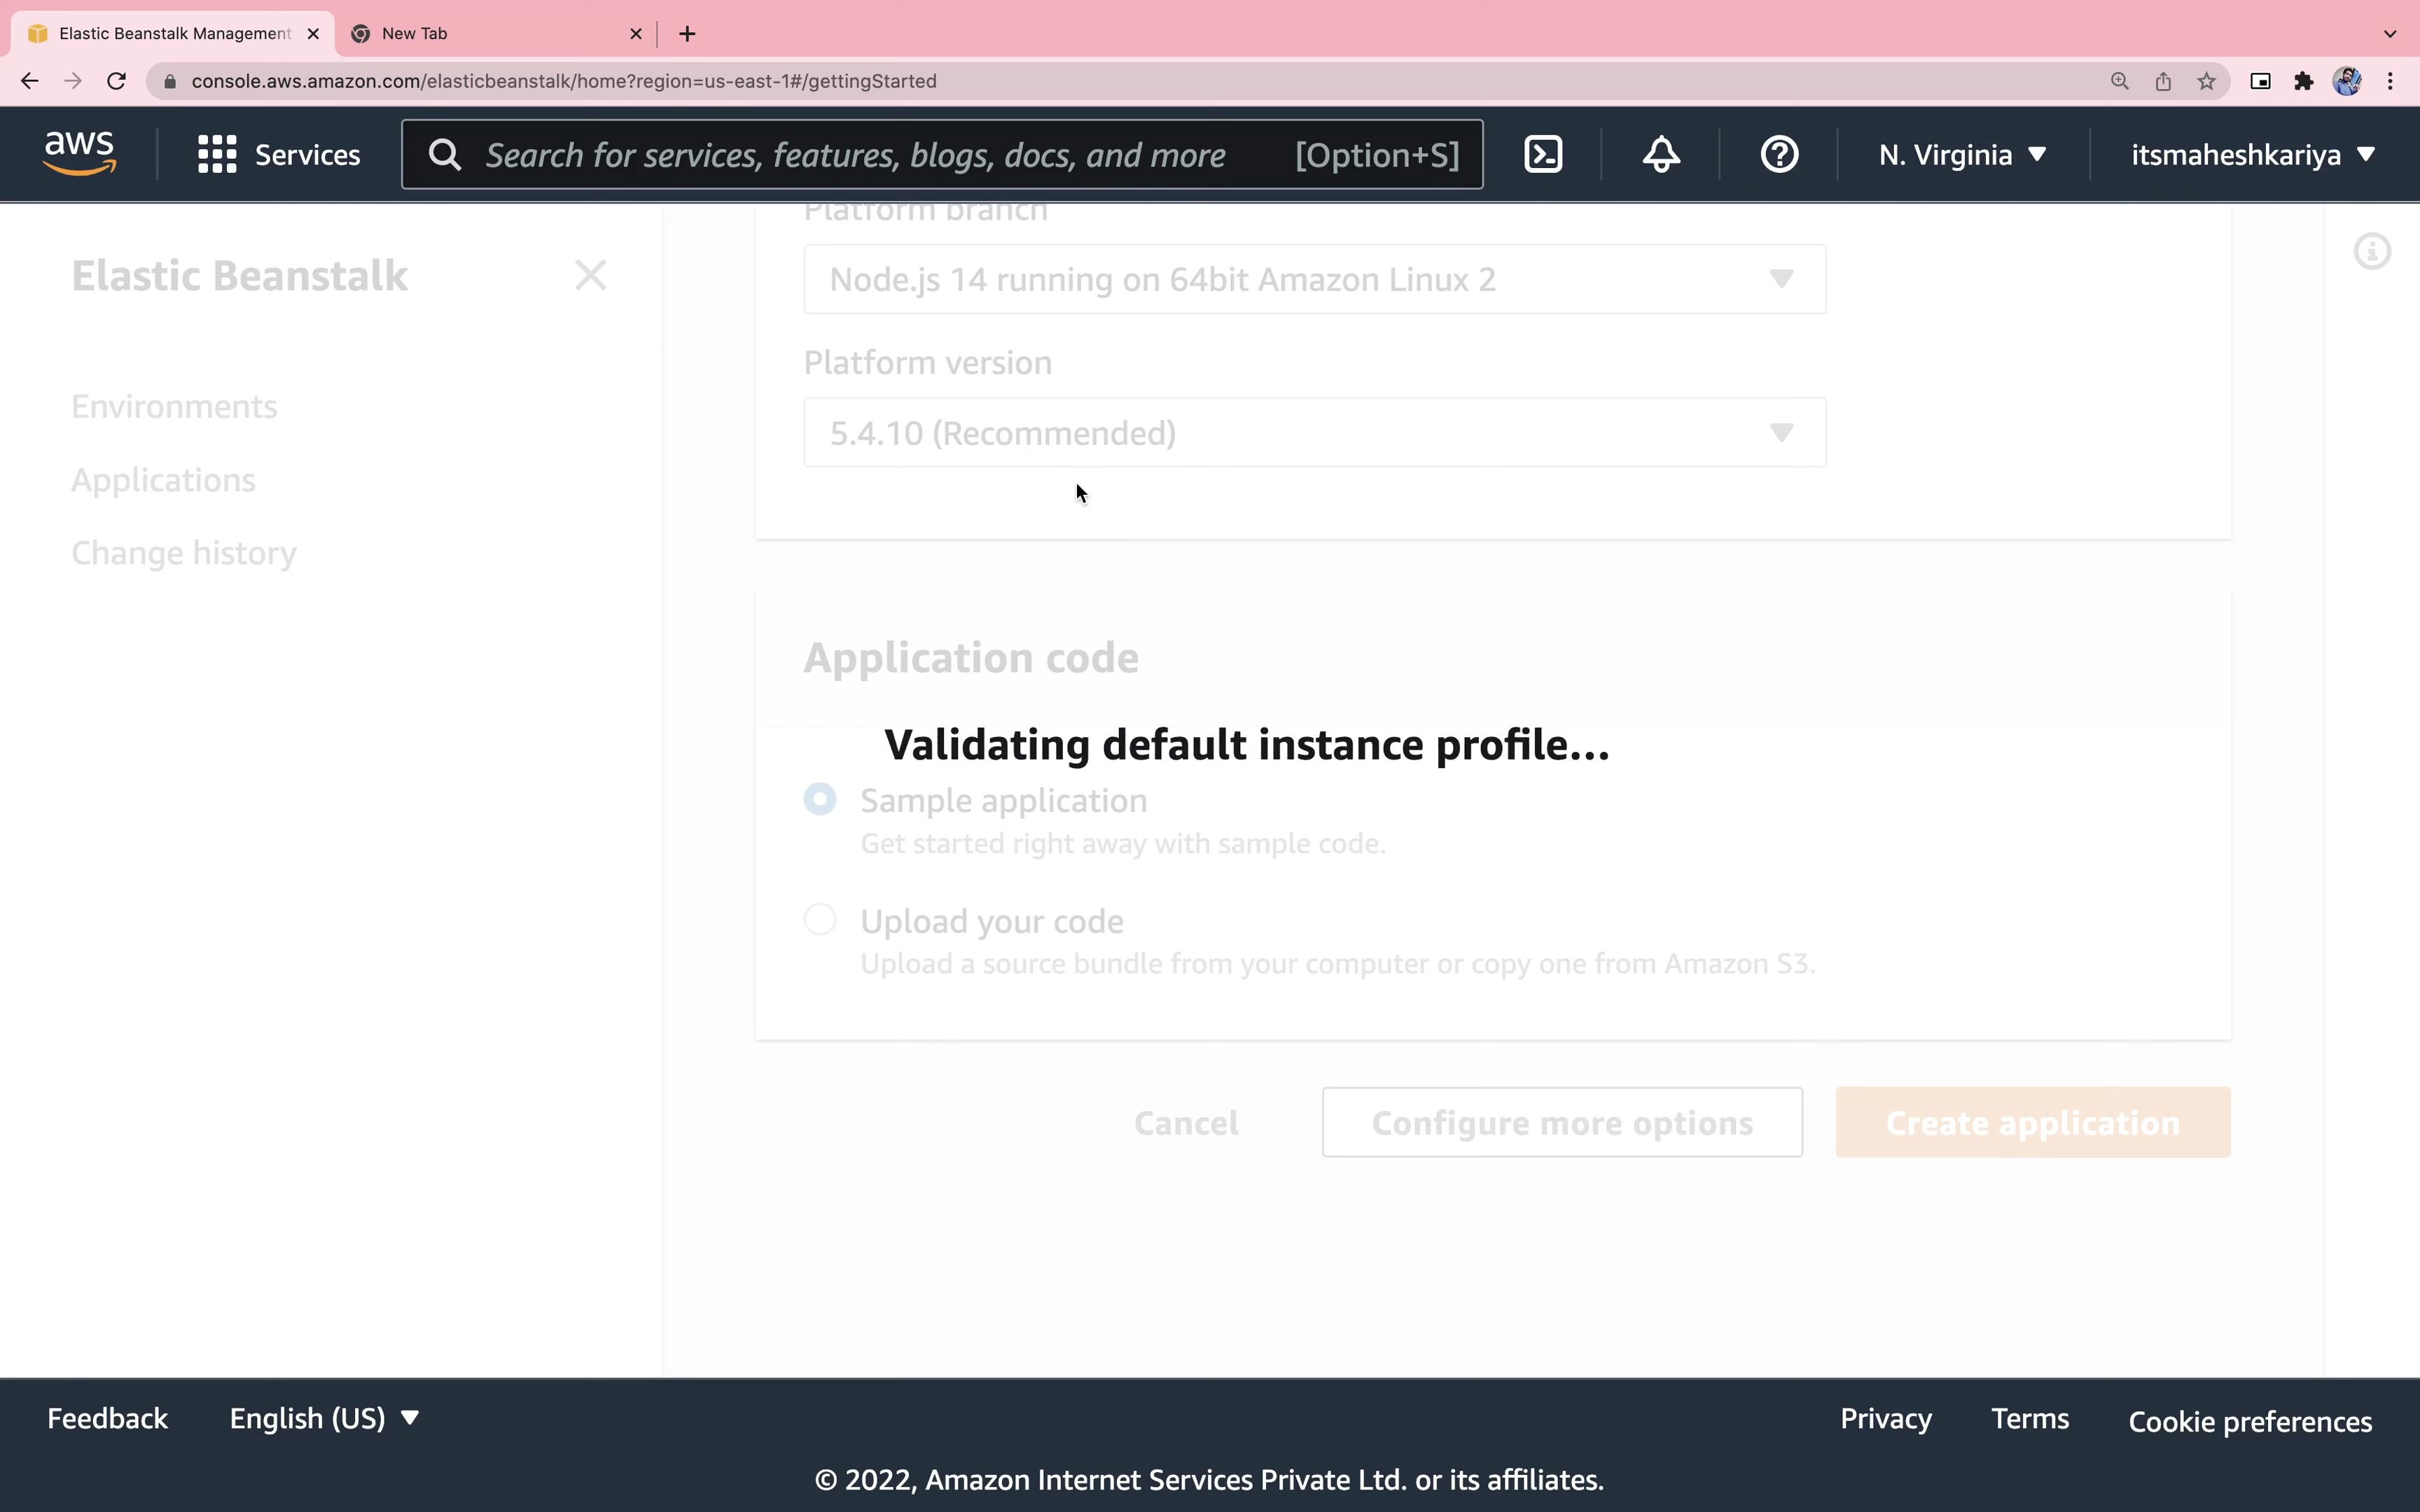 Elastic Beanstalk Management
New Tab
console.aws.amazon.com/elasticbeanstalk/home?region=us-east-1#/gettingStarted
aws
Services
Search for services, features, blogs, docs, and more
[Option+S]
N. Virginia
itsmaheshkariya
Elastic Beanstalk
Environments
Applications
Change history
Platform branch
Node.js 14 running on 64bit Amazon Linux 2
Platform version
5.4.10 (Recommended)
Application code
Validating default instance profile...
Sample application
Get started right away with sample code.
Upload your code
Upload a source bundle from your computer or copy one from Amazon S3.
Cancel
Configure more options
Create application
Feedback
English (US)
Privacy
Terms
Cookie preferences
© 2022, Amazon Internet Services Private Ltd. or its affiliates.